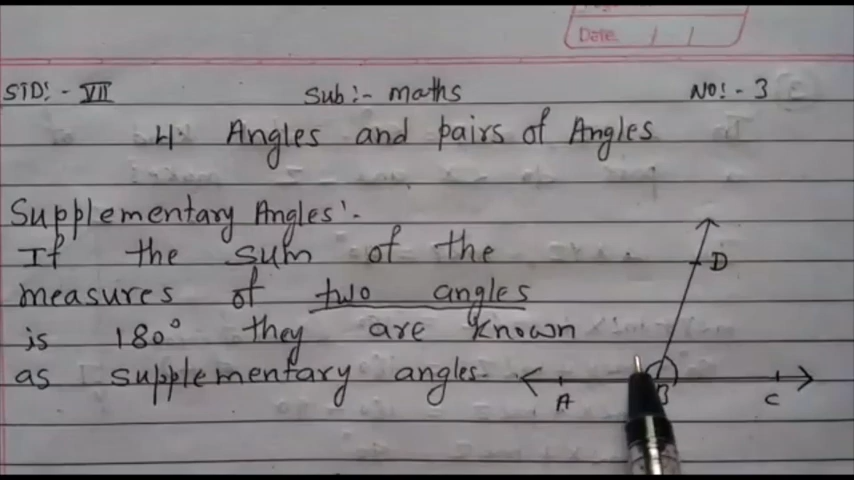 Date / /
STD:- VII Sub:- maths NO:- 3
4. Angles and pairs of Angles
Supplementary Angles:-
If the sum of the
measures of two angles
is 180° they are known
as supplementary angles.
D
A B C